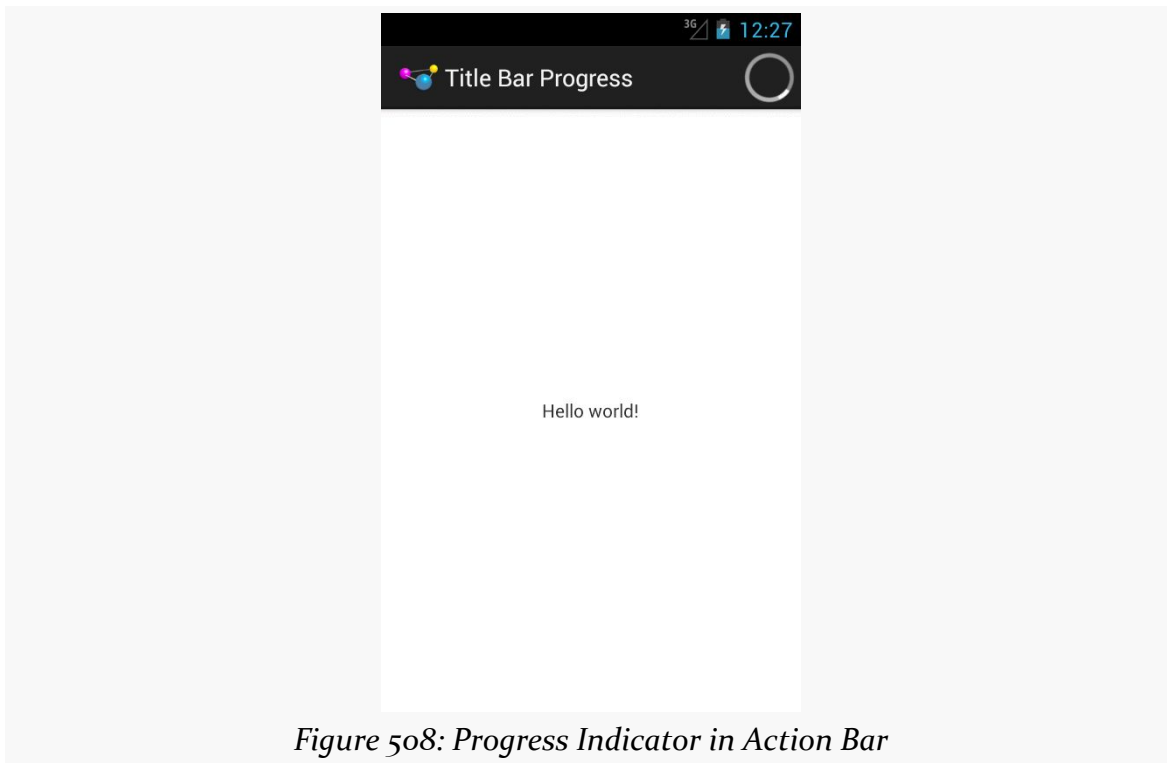 3G 12:27
Title Bar Progress
Hello world!
Figure 508: Progress Indicator in Action Bar